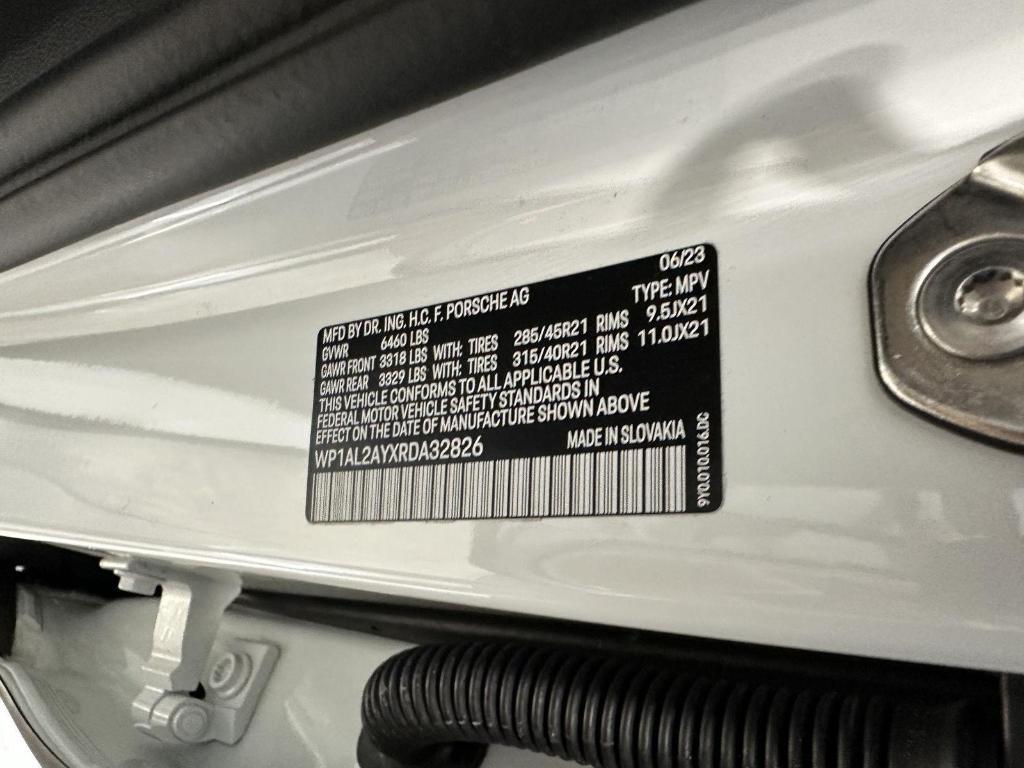 06/23
MFD BY DR. ING. H.C. F. PORSCHE AG
GVWR 6460 LBS TYPE: MPV
GAWR FRONT 3318 LBS WITH: TIRES 285/45R21 RIMS 9.5JX21
GAWR REAR 3329 LBS WITH: TIRES 315/40R21 RIMS 11.0JX21
THIS VEHICLE CONFORMS TO ALL APPLICABLE U.S.
FEDERAL MOTOR VEHICLE SAFETY STANDARDS IN
EFFECT ON THE DATE OF MANUFACTURE SHOWN ABOVE
WP1AL2AYXRDA32826 MADE IN SLOVAKIA
9Y0.010.016.DC